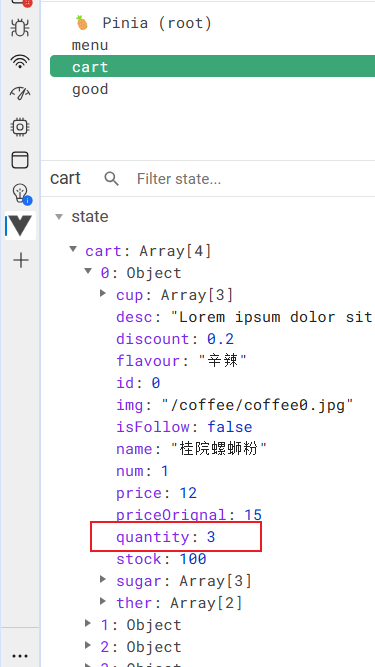 🍍 Pinia (root)
menu
cart
good
cart Filter state...
state
cart: Array[4]
0: Object
cup: Array[3]
desc: "Lorem ipsum dolor sit
discount: 0.2
flavour: "辛辣"
id: 0
img: "/coffee/coffee0.jpg"
isFollow: false
name: "桂院螺蛳粉"
num: 1
price: 12
priceOrignal: 15
quantity: 3
stock: 100
sugar: Array[3]
ther: Array[2]
1: Object
2: Object